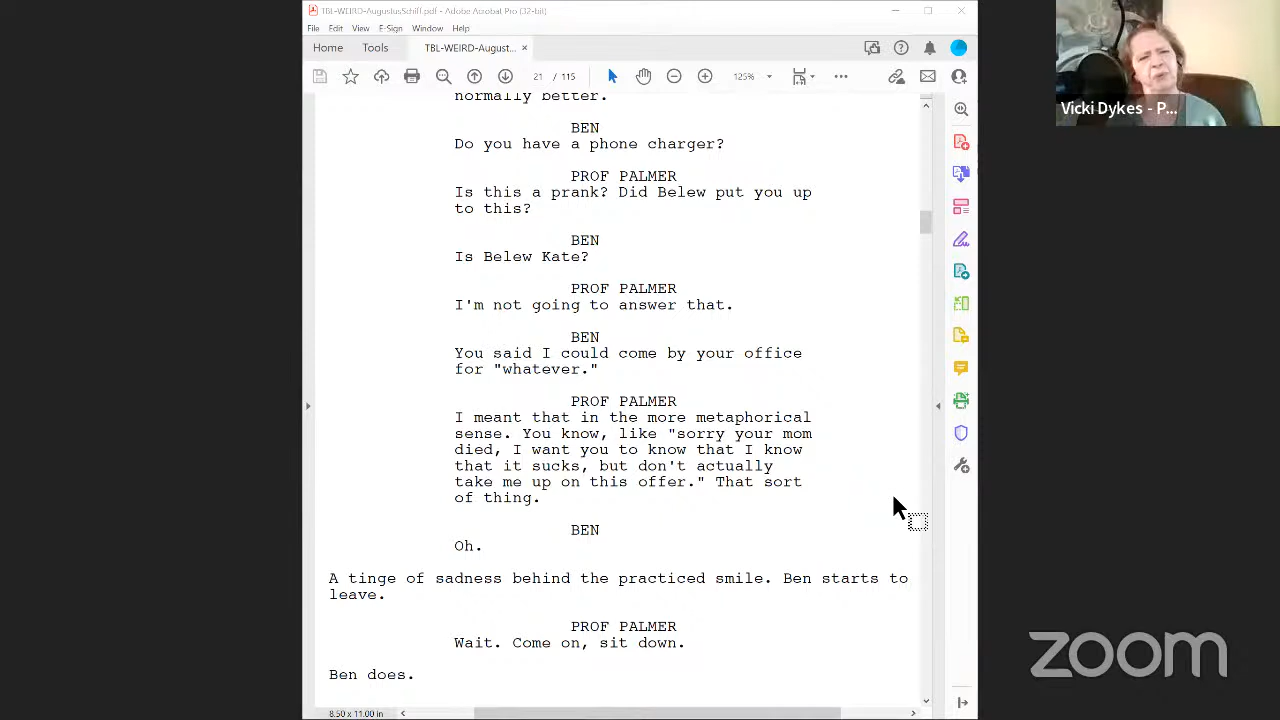 TBL-WEIRD-AugustusSchiff.pdf - Adobe Acrobat Pro (32-bit)
File Edit View E-Sign Window Help
Home Tools TBL-WEIRD-August... ×
21 / 115 125%
normally better.
BEN
Do you have a phone charger?
PROF PALMER
Is this a prank? Did Belew put you up
to this?
BEN
Is Belew Kate?
PROF PALMER
I'm not going to answer that.
BEN
You said I could come by your office
for "whatever."
PROF PALMER
I meant that in the more metaphorical
sense. You know, like "sorry your mom
died, I want you to know that I know
that it sucks, but don't actually
take me up on this offer." That sort
of thing.
BEN
Oh.
A tinge of sadness behind the practiced smile. Ben starts to
leave.
PROF PALMER
Wait. Come on, sit down.
Ben does.
8.50 x 11.00 in
Vicki Dykes - P...
zoom